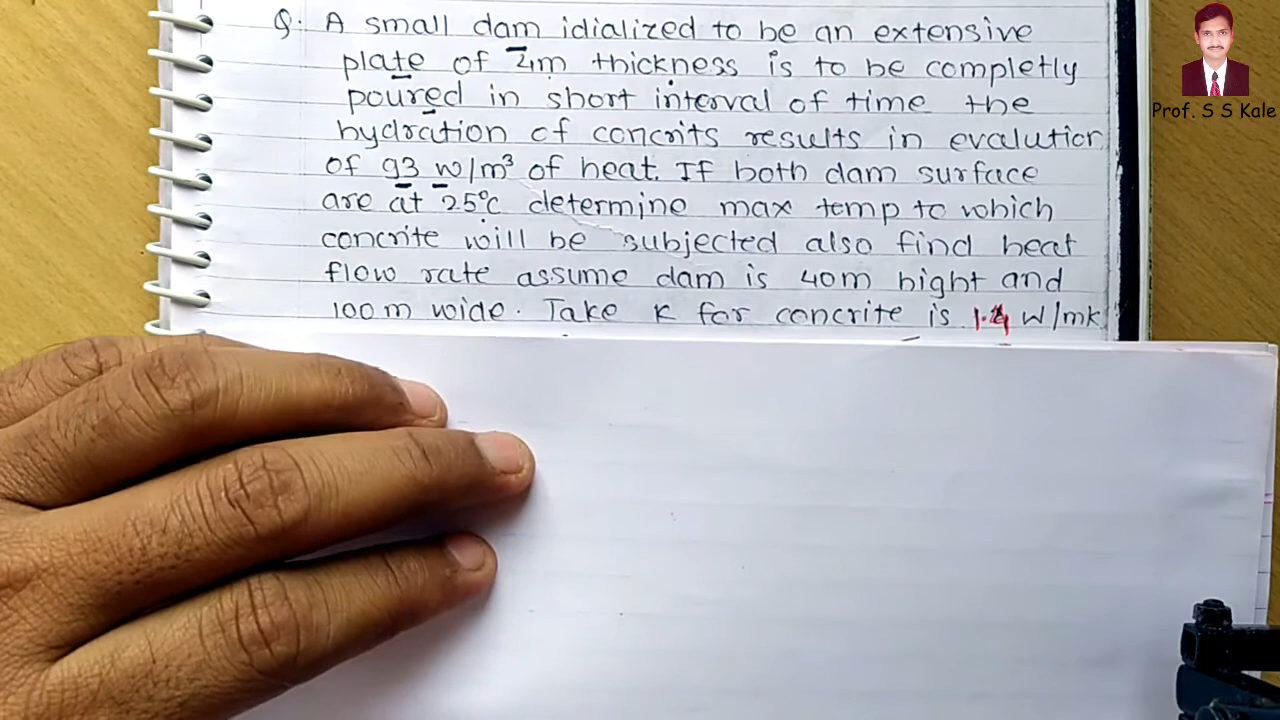 Q. A small dam idialized to be an extensive
plate of 2m thickness is to be completly
poured in short interval of time the
hydration of concrits results in evalution
of 93 w/m³ of heat. If both dam surface
are at 25°C determine max temp to which
concrite will be subjected also find heat
flow rate assume dam is 40m hight and
100m wide. Take K for concrite is W/mk
Prof. S S Kale